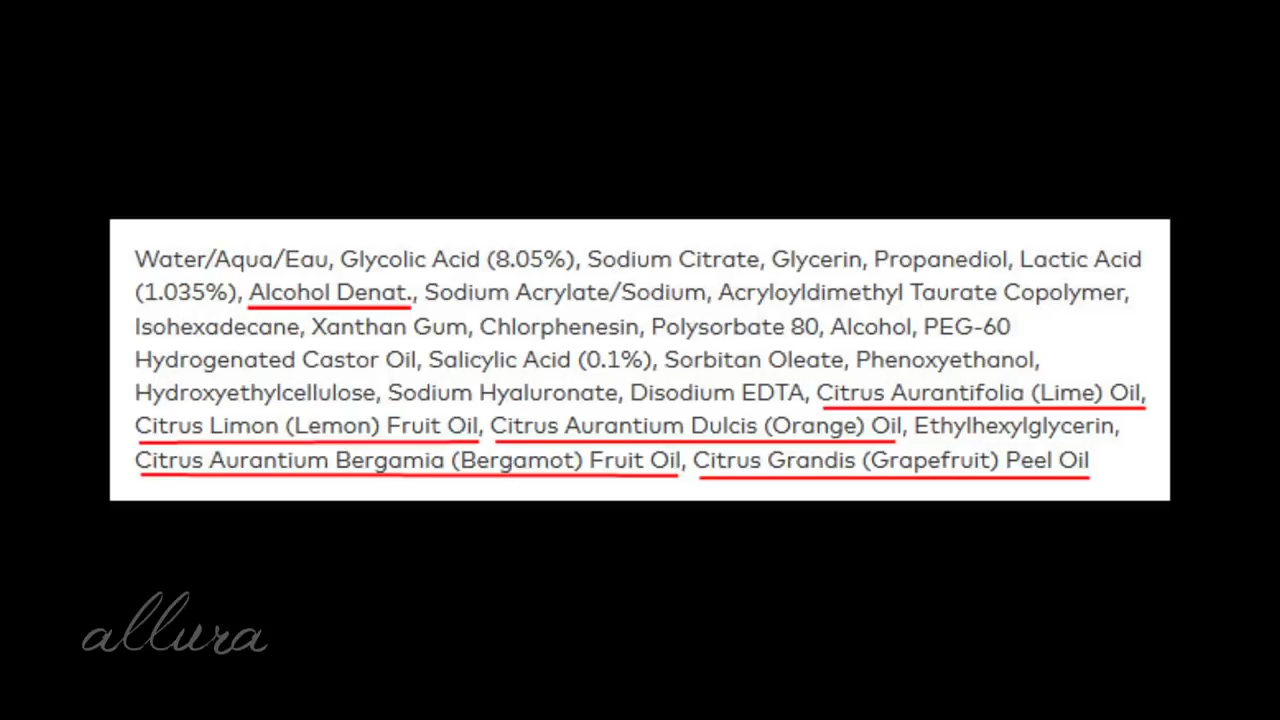 Water/Aqua/Eau, Glycolic Acid (8.05%), Sodium Citrate, Glycerin, Propanediol, Lactic Acid
(1.035%), Alcohol Denat., Sodium Acrylate/Sodium, Acryloyldimethyl Taurate Copolymer,
Isohexadecane, Xanthan Gum, Chlorphenesin, Polysorbate 80, Alcohol, PEG-60
Hydrogenated Castor Oil, Salicylic Acid (0.1%), Sorbitan Oleate, Phenoxyethanol,
Hydroxyethylcellulose, Sodium Hyaluronate, Disodium EDTA, Citrus Aurantifolia (Lime) Oil,
Citrus Limon (Lemon) Fruit Oil, Citrus Aurantium Dulcis (Orange) Oil, Ethylhexylglycerin,
Citrus Aurantium Bergamia (Bergamot) Fruit Oil, Citrus Grandis (Grapefruit) Peel Oil
allura